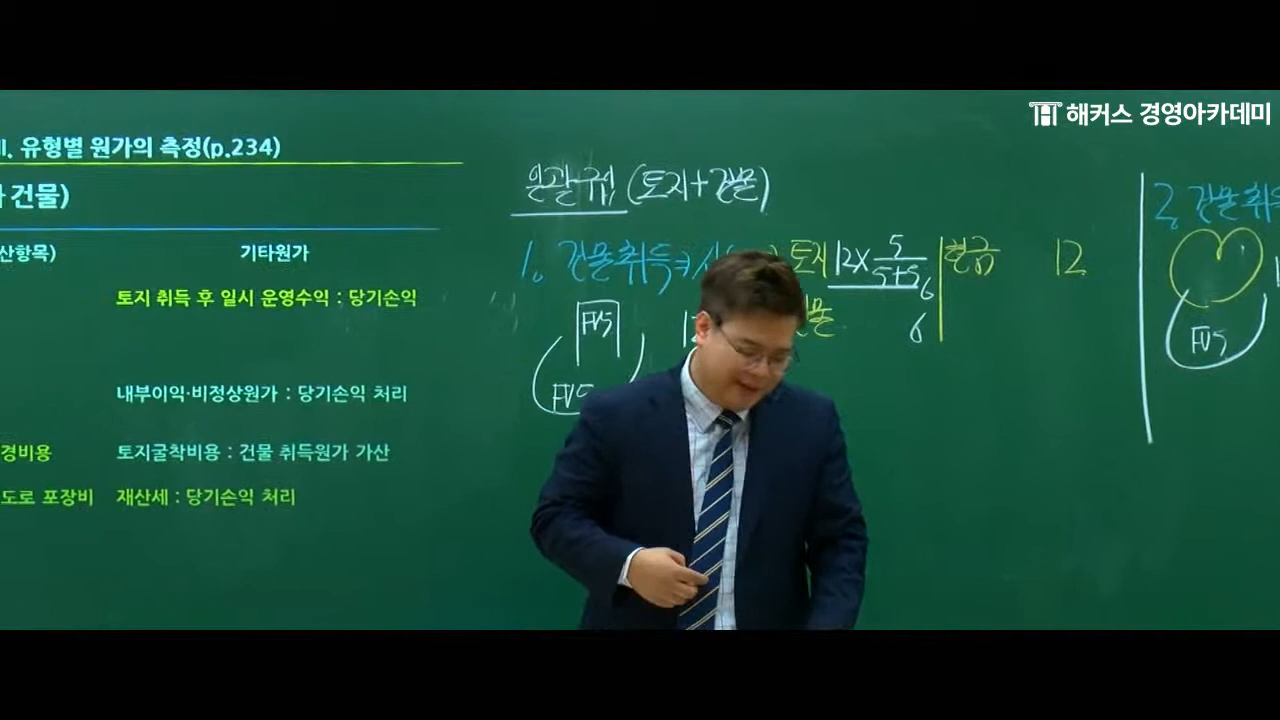 해커스 경영아카데미
Ⅲ. 유형별 원가의 측정(p.234)
건물)
산항목) 기타원가
토지 취득 후 일시 운영수익 : 당기손익
내부이익·비정상원가 : 당기손익 처리
경비용 토지굴착비용 : 건물 취득원가 가산
도로 포장비 재산세 : 당기손익 처리
일괄구입 (토지+건물)
1. 건물취득 토지 12× 5/5+5 6 현금 12
6
FV5
FV5
2. 건물취득
FV5